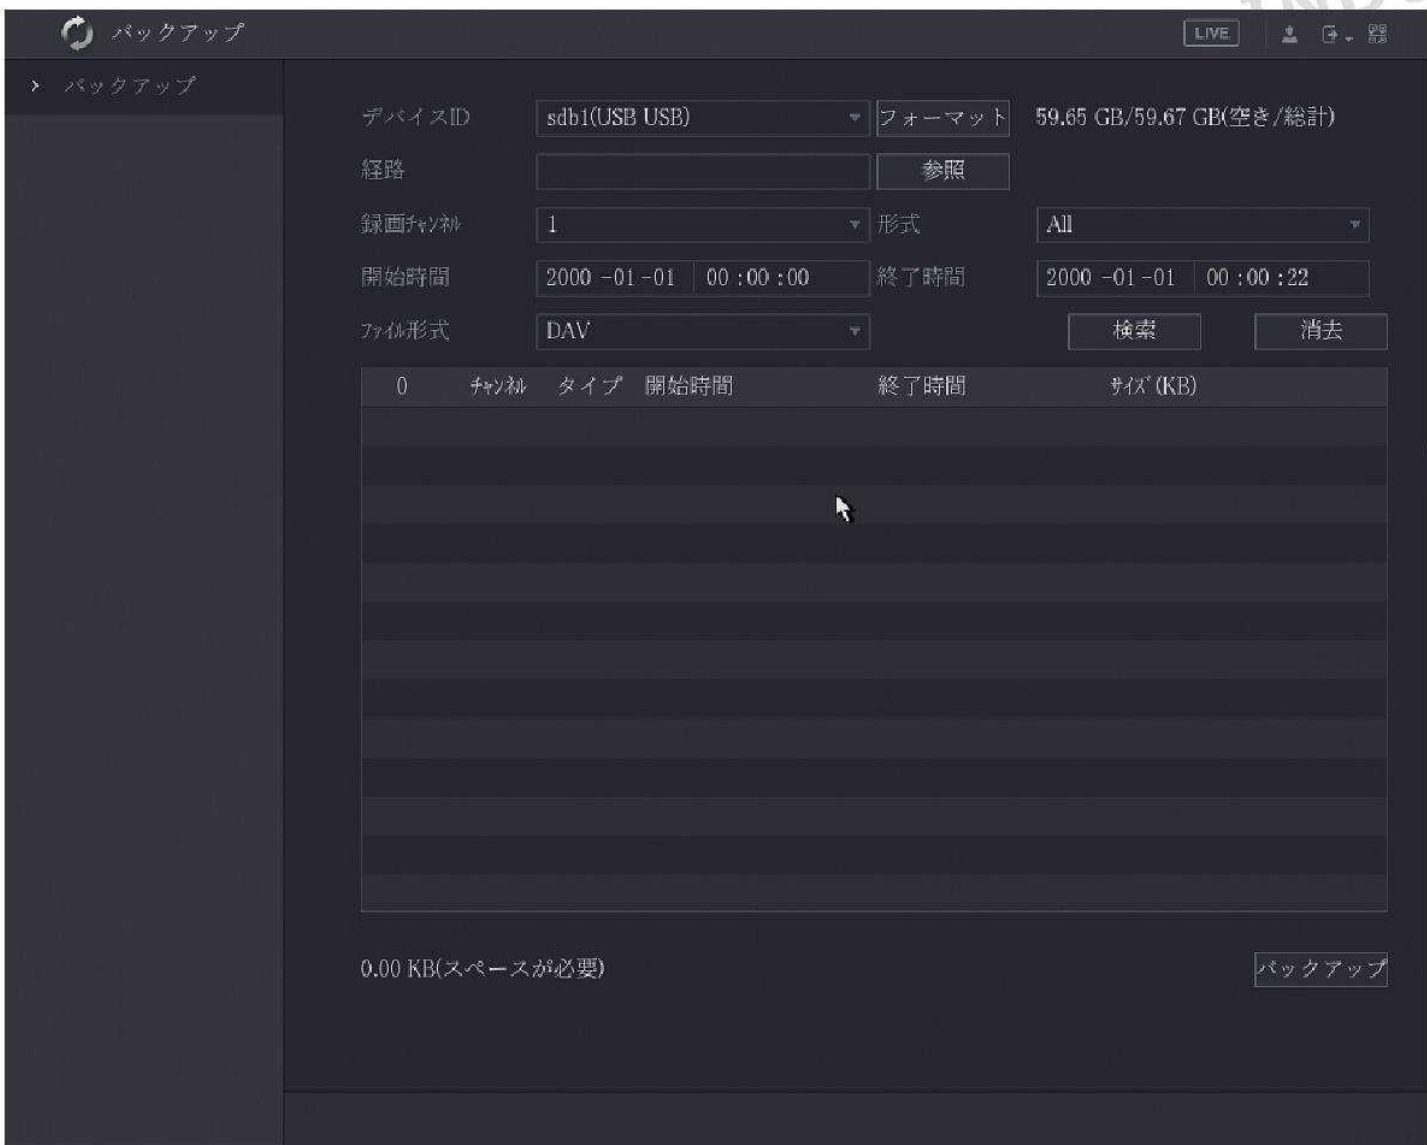 バックアップ LIVE
> バックアップ
デバイスID sdb1(USB USB) フォーマット 59.65 GB/59.67 GB(空き/総計)
経路 参照
録画ﾁｬﾝﾈﾙ 1 形式 All
開始時間 2000 -01 -01 00 :00 :00 終了時間 2000 -01 -01 00 :00 :22
ﾌｧｲﾙ形式 DAV 検索 消去
0 ﾁｬﾝﾈﾙ タイプ 開始時間 終了時間 ｻｲｽﾞ(KB)
0.00 KB(スペースが必要) バックアップ